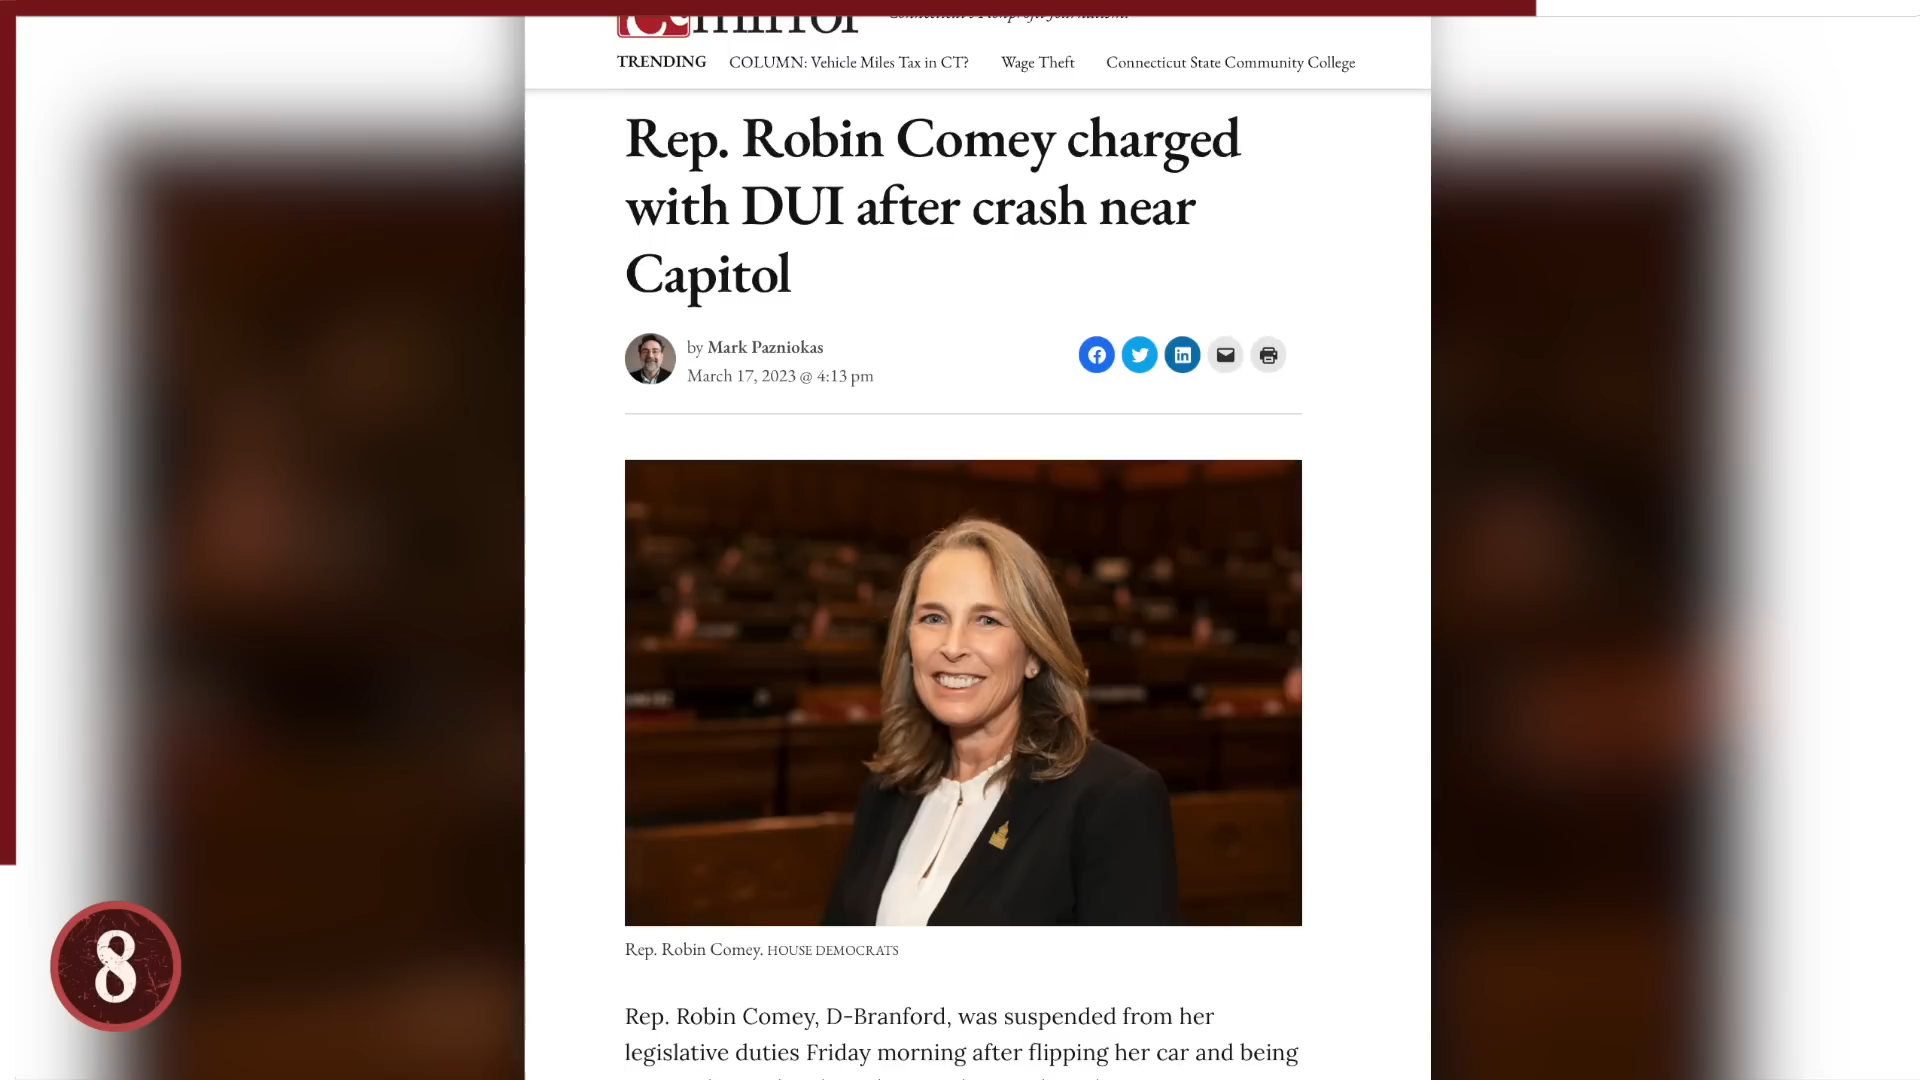 mirror
TRENDING COLUMN: Vehicle Miles Tax in CT? Wage Theft Connecticut State Community College
Rep. Robin Comey charged
with DUI after crash near
Capitol
by Mark Pazniokas
March 17, 2023 @ 4:13 pm
Rep. Robin Comey. HOUSE DEMOCRATS
Rep. Robin Comey, D-Branford, was suspended from her
legislative duties Friday morning after flipping her car and being
8